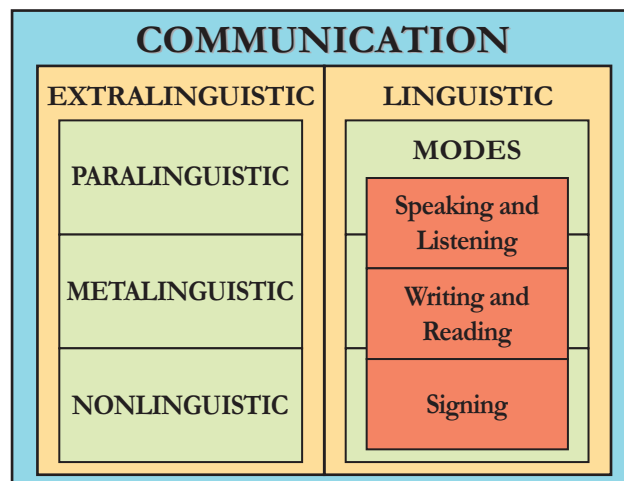 COMMUNICATION
EXTRALINGUISTIC
PARALINGUISTIC
METALINGUISTIC
NONLINGUISTIC
LINGUISTIC
MODES
Speaking and
Listening
Writing and
Reading
Signing